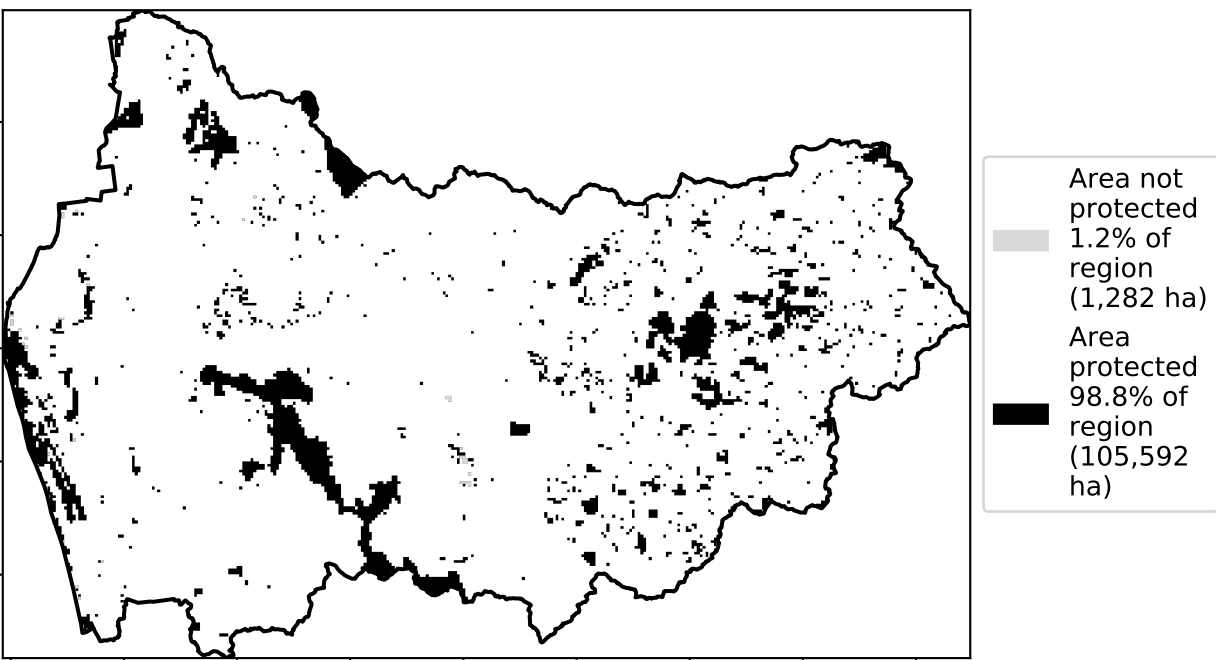 Area not
protected
1.2% of
region
(1,282 ha)
Area
protected
98.8% of
region
(105,592
ha)